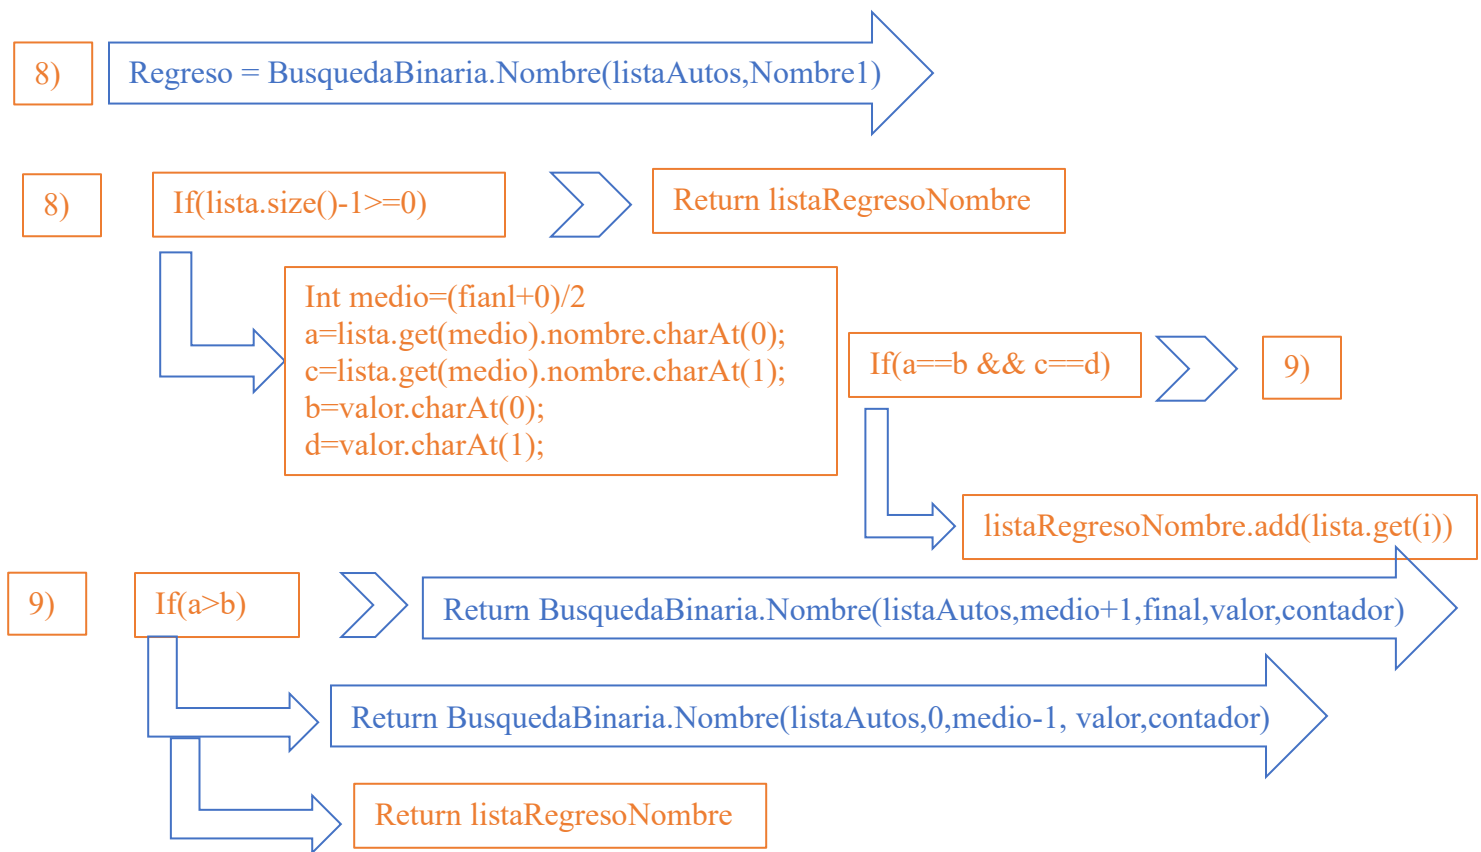 8)
Regreso = BusquedaBinaria.Nombre(listaAutos,Nombre1)
8)
If(lista.size()-1>=0)
Return listaRegresoNombre
Int medio=(fianl+0)/2
a=lista.get(medio).nombre.charAt(0);
c=lista.get(medio).nombre.charAt(1);
b=valor.charAt(0);
d=valor.charAt(1);
If(a==b && c==d)
9)
listaRegresoNombre.add(lista.get(i))
9)
If(a>b)
Return BusquedaBinaria.Nombre(listaAutos,medio+1,final,valor,contador)
Return BusquedaBinaria.Nombre(listaAutos,0,medio-1, valor,contador)
Return listaRegresoNombre